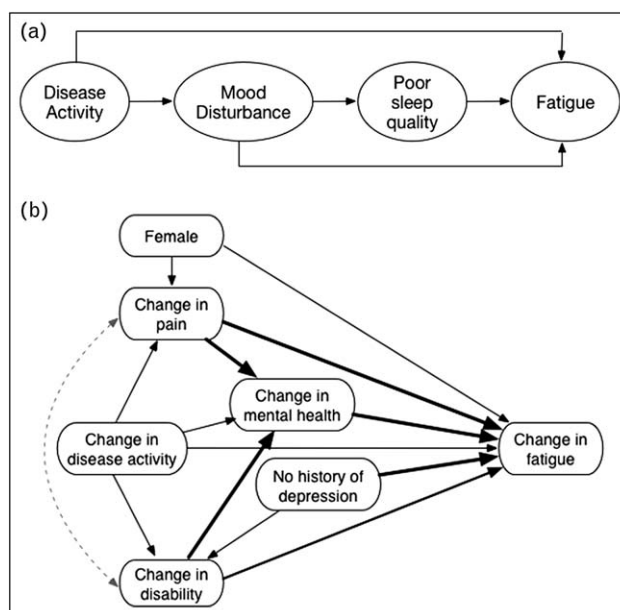 (a)
Disease
Activity
Mood
Disturbance
Poor
sleep
quality
Fatigue
(b)
Female
Change in
pain
Change in
mental health
Change in
disease activity
Change in
fatigue
No history of
depression
Change in
disability